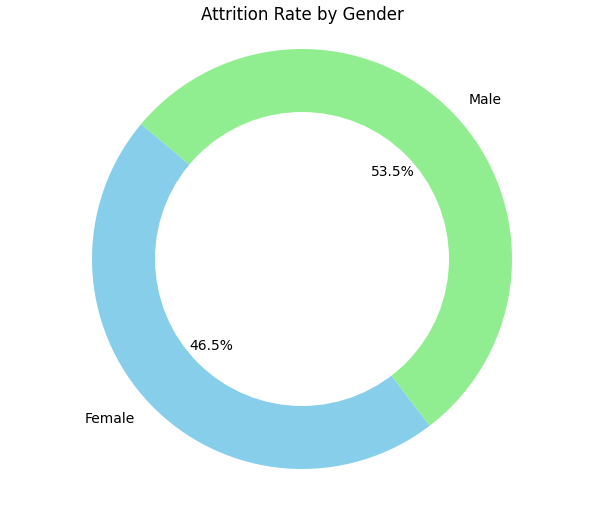 Attrition Rate by Gender
Male
53.5%
46.5%
Female